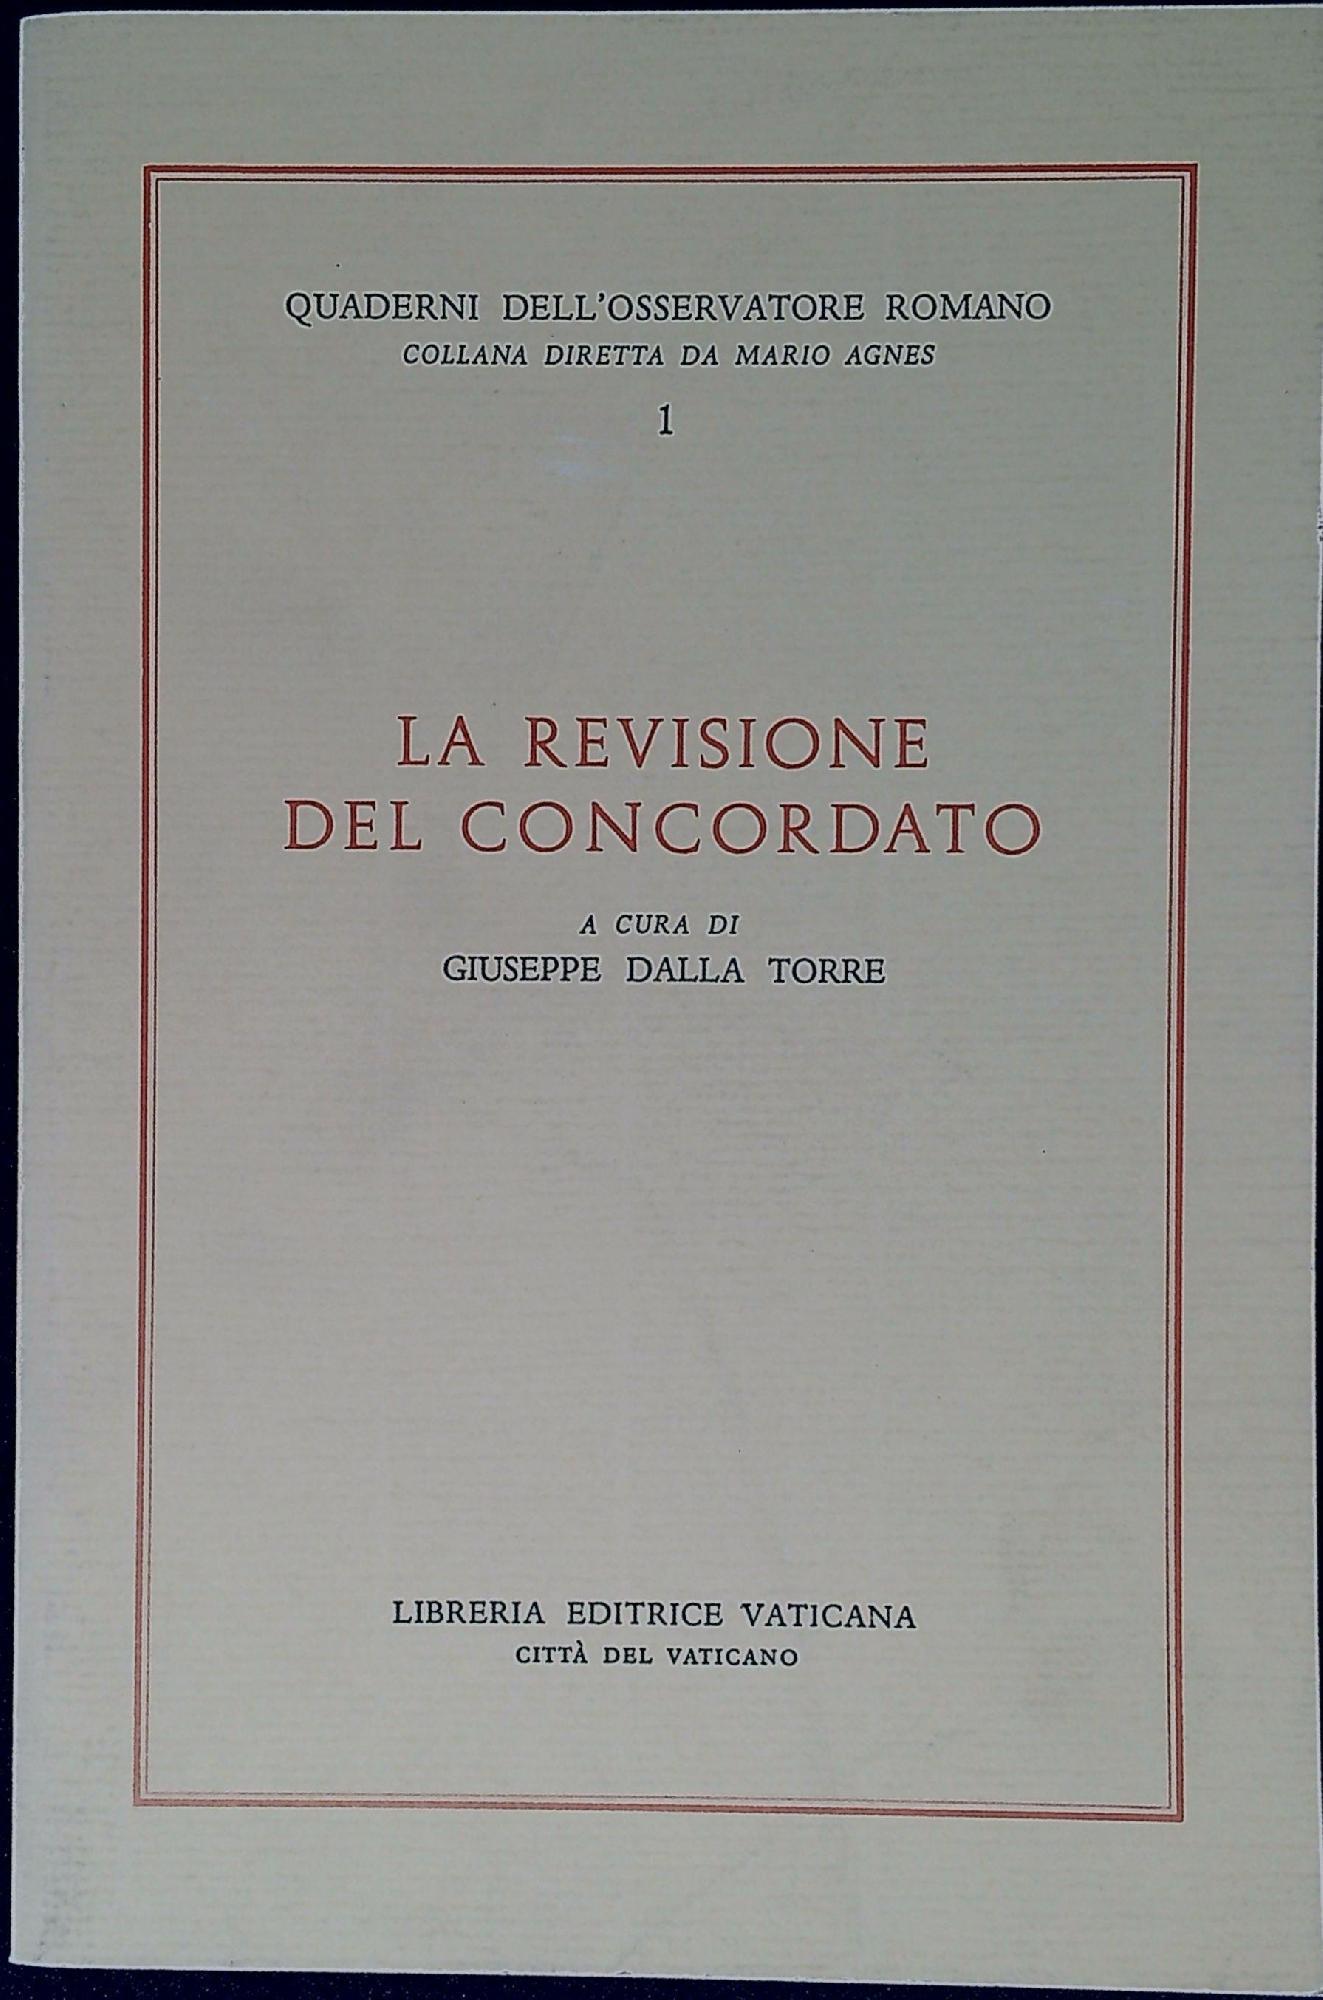 QUADERNI DELL'OSSERVATORE ROMANO
COLLANA DIRETTA DA MARIO AGNES
1
LA REVISIONE
DEL CONCORDATO
A CURA DI
GIUSEPPE DALLA TORRE
LIBRERIA EDITRICE VATICANA
CITTÀ DEL VATICANO